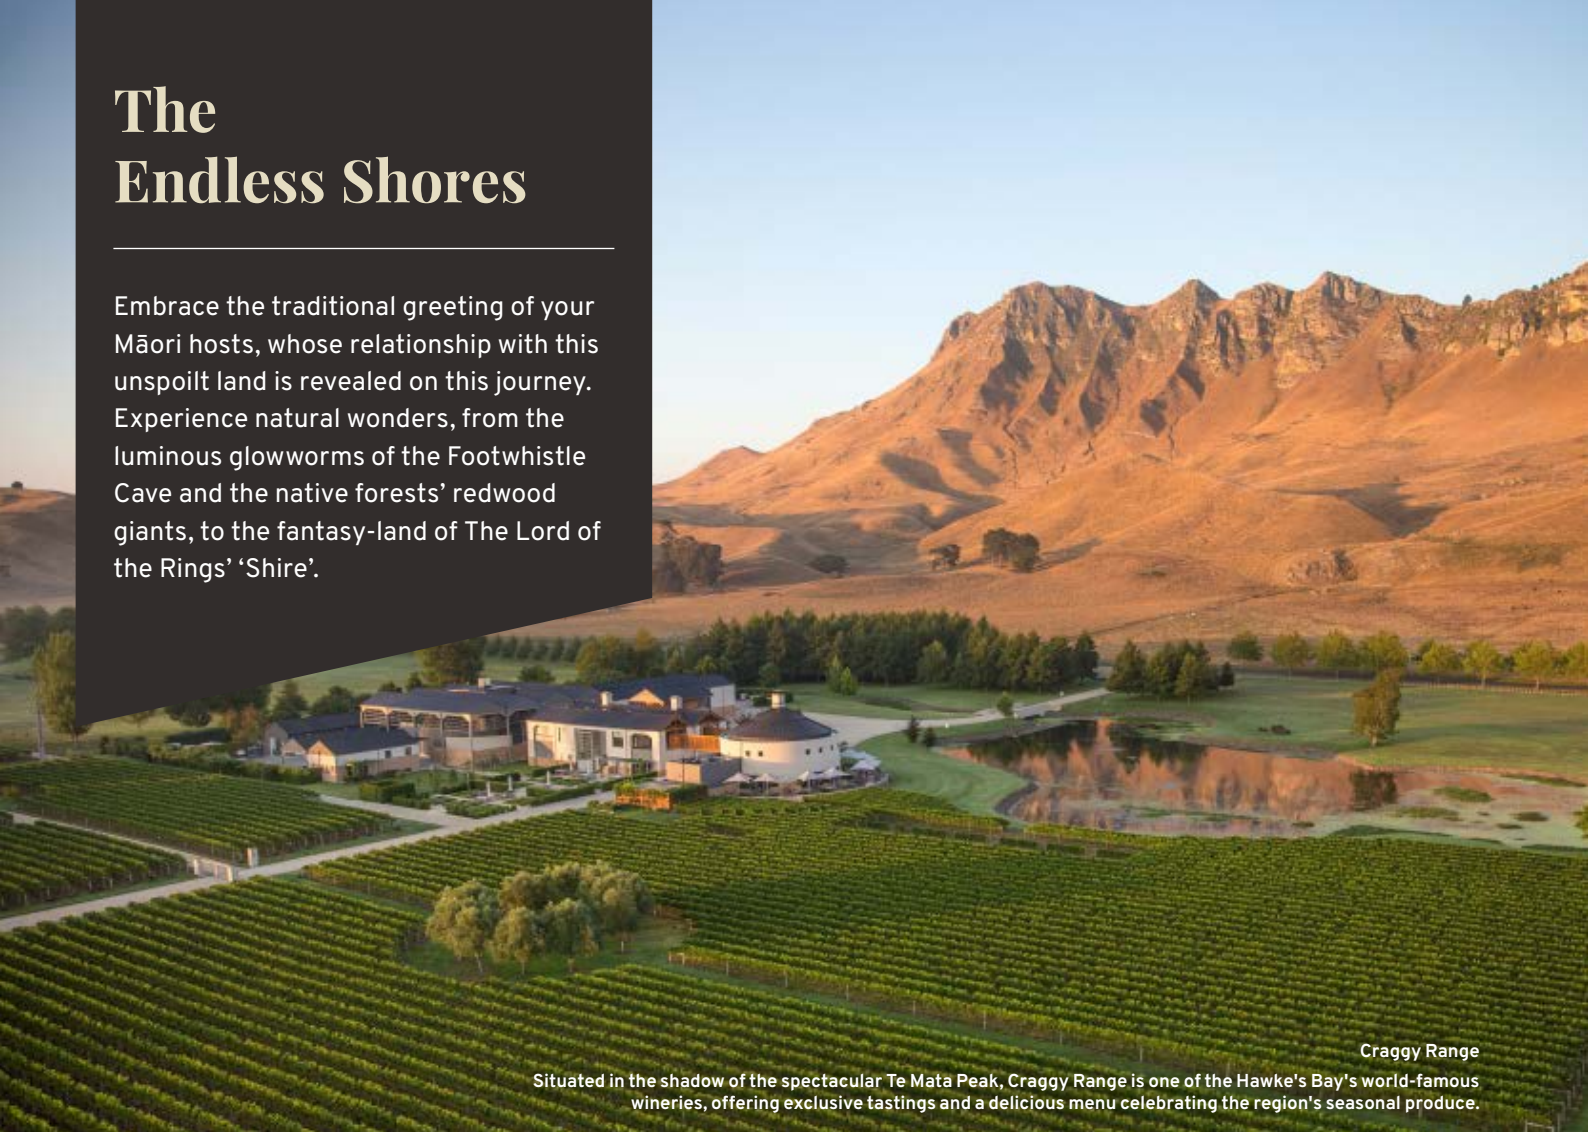 The
Endless Shores
Embrace the traditional greeting of your
Māori hosts, whose relationship with this
unspoilt land is revealed on this journey.
Experience natural wonders, from the
luminous glowworms of the Footwhistle
Cave and the native forests’ redwood
giants, to the fantasy-land of The Lord of
the Rings’ ‘Shire’.
Craggy Range
Situated in the shadow of the spectacular Te Mata Peak, Craggy Range is one of the Hawke's Bay's world-famous
wineries, offering exclusive tastings and a delicious menu celebrating the region's seasonal produce.